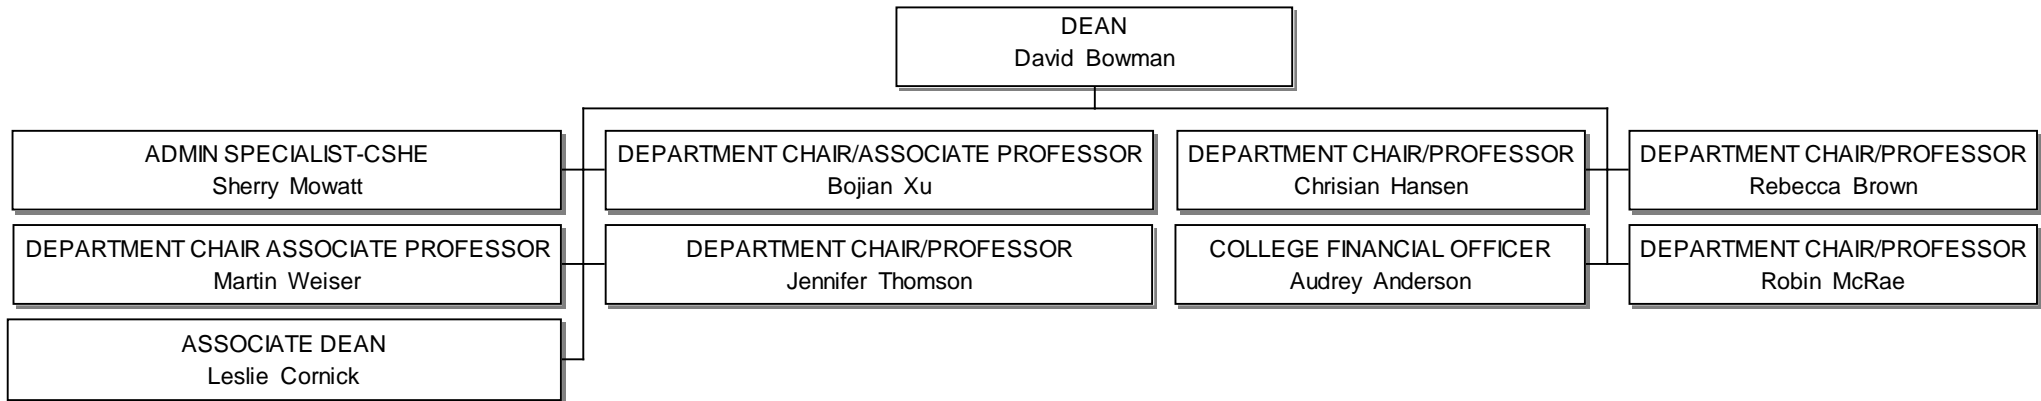 DEAN
David Bowman
ADMIN SPECIALIST-CSHE
Sherry Mowatt
DEPARTMENT CHAIR/ASSOCIATE PROFESSOR
Bojian Xu
DEPARTMENT CHAIR/PROFESSOR
Chrisian Hansen
DEPARTMENT CHAIR/PROFESSOR
Rebecca Brown
DEPARTMENT CHAIR ASSOCIATE PROFESSOR
Martin Weiser
DEPARTMENT CHAIR/PROFESSOR
Jennifer Thomson
COLLEGE FINANCIAL OFFICER
Audrey Anderson
DEPARTMENT CHAIR/PROFESSOR
Robin McRae
ASSOCIATE DEAN
Leslie Cornick